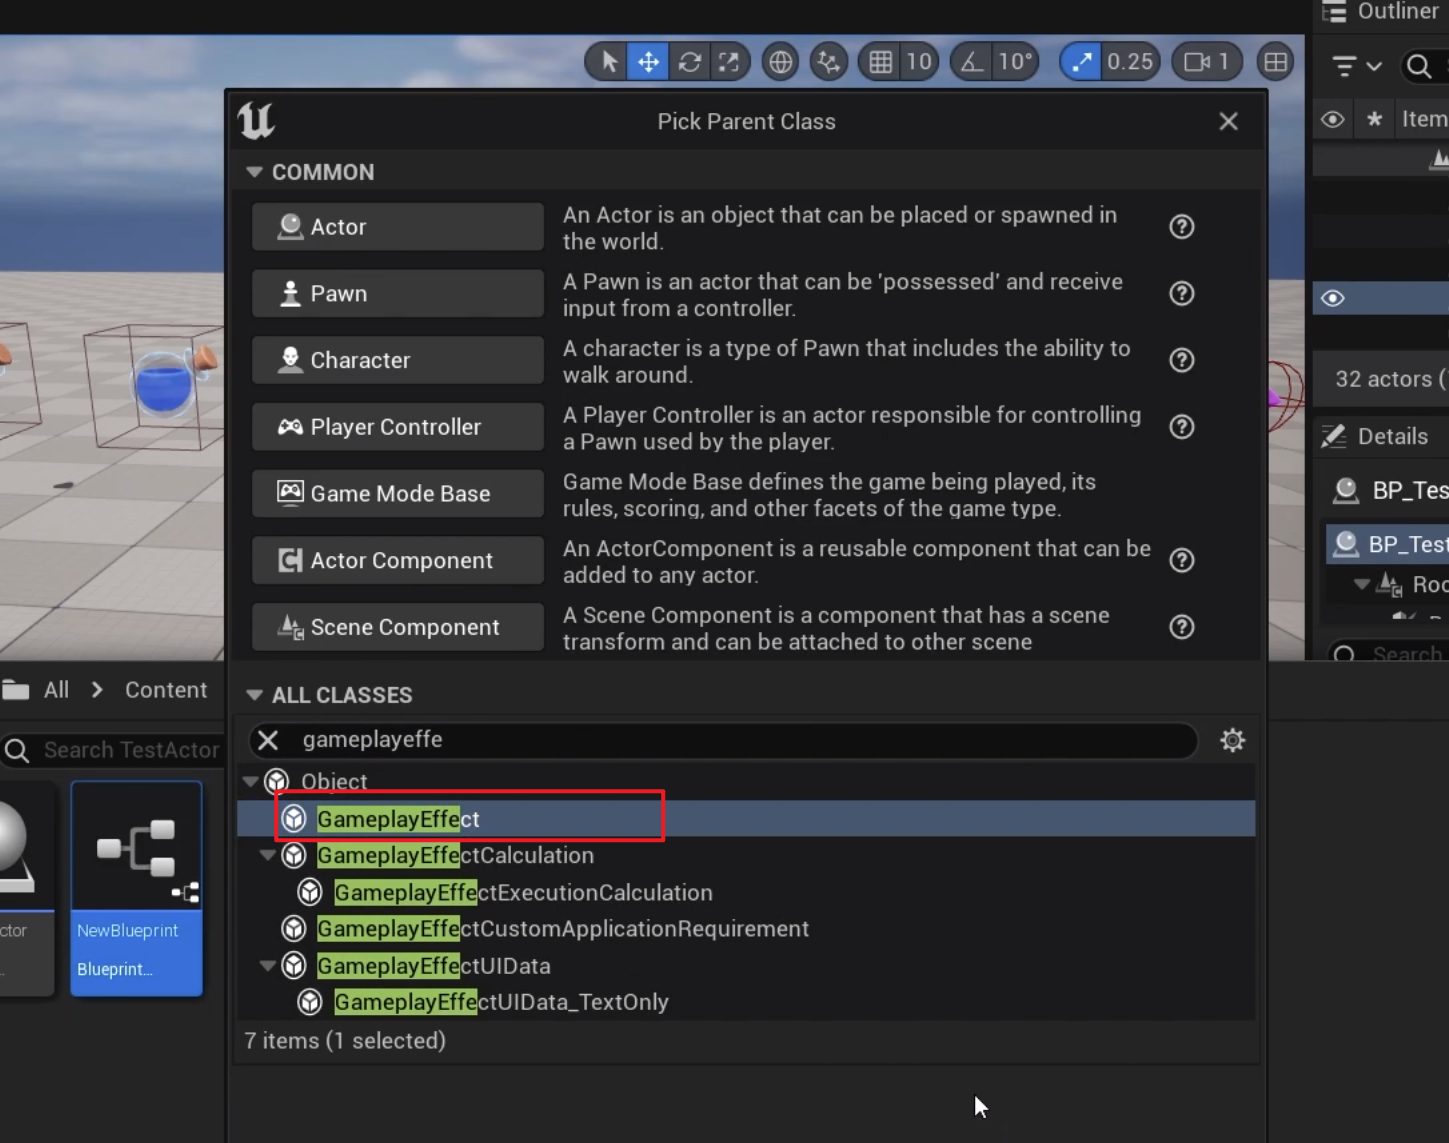 Outliner
10
10°
0.25
1
Item
Pick Parent Class
COMMON
Actor
An Actor is an object that can be placed or spawned in
the world.
Pawn
A Pawn is an actor that can be 'possessed' and receive
input from a controller.
Character
A character is a type of Pawn that includes the ability to
walk around.
Player Controller
A Player Controller is an actor responsible for controlling
a Pawn used by the player.
Game Mode Base
Game Mode Base defines the game being played, its
rules, scoring, and other facets of the game type.
Actor Component
An ActorComponent is a reusable component that can be
added to any actor.
Scene Component
A Scene Component is a component that has a scene
transform and can be attached to other scene
32 actors (
Details
BP_Tes
BP_Test
Roo
Search
All > Content
Search TestActor
ctor
..
NewBlueprint
Blueprint...
ALL CLASSES
gameplayeffe
Object
GameplayEffect
GameplayEffectCalculation
GameplayEffectExecutionCalculation
GameplayEffectCustomApplicationRequirement
GameplayEffectUIData
GameplayEffectUIData_TextOnly
7 items (1 selected)